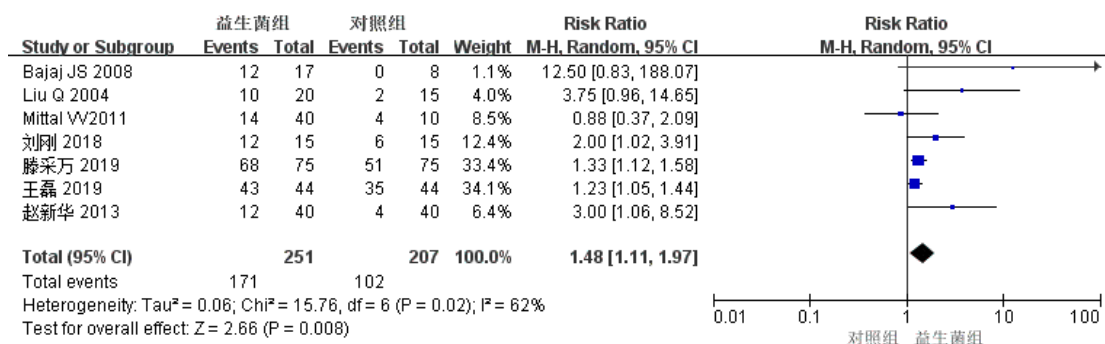 益生菌组 对照组 Risk Ratio Risk Ratio
Study or Subgroup Events Total Events Total Weight M-H, Random, 95% CI M-H, Random, 95% CI
Bajaj JS 2008 12 17 0 8 1.1% 12.50 [0.83, 188.07]
Liu Q 2004 10 20 2 15 4.0% 3.75 [0.96, 14.65]
Mittal VV2011 14 40 4 10 8.5% 0.88 [0.37, 2.09]
刘刚 2018 12 15 6 15 12.4% 2.00 [1.02, 3.91]
滕采万 2019 68 75 51 75 33.4% 1.33 [1.12, 1.58]
王磊 2019 43 44 35 44 34.1% 1.23 [1.05, 1.44]
赵新华 2013 12 40 4 40 6.4% 3.00 [1.06, 8.52]
Total (95% CI) 251 207 100.0% 1.48 [1.11, 1.97]
Total events 171 102
Heterogeneity: Tau² = 0.06; Chi² = 15.76, df = 6 (P = 0.02); I² = 62%
Test for overall effect: Z = 2.66 (P = 0.008)
0.01 0.1 1 10 100
对照组 益生菌组